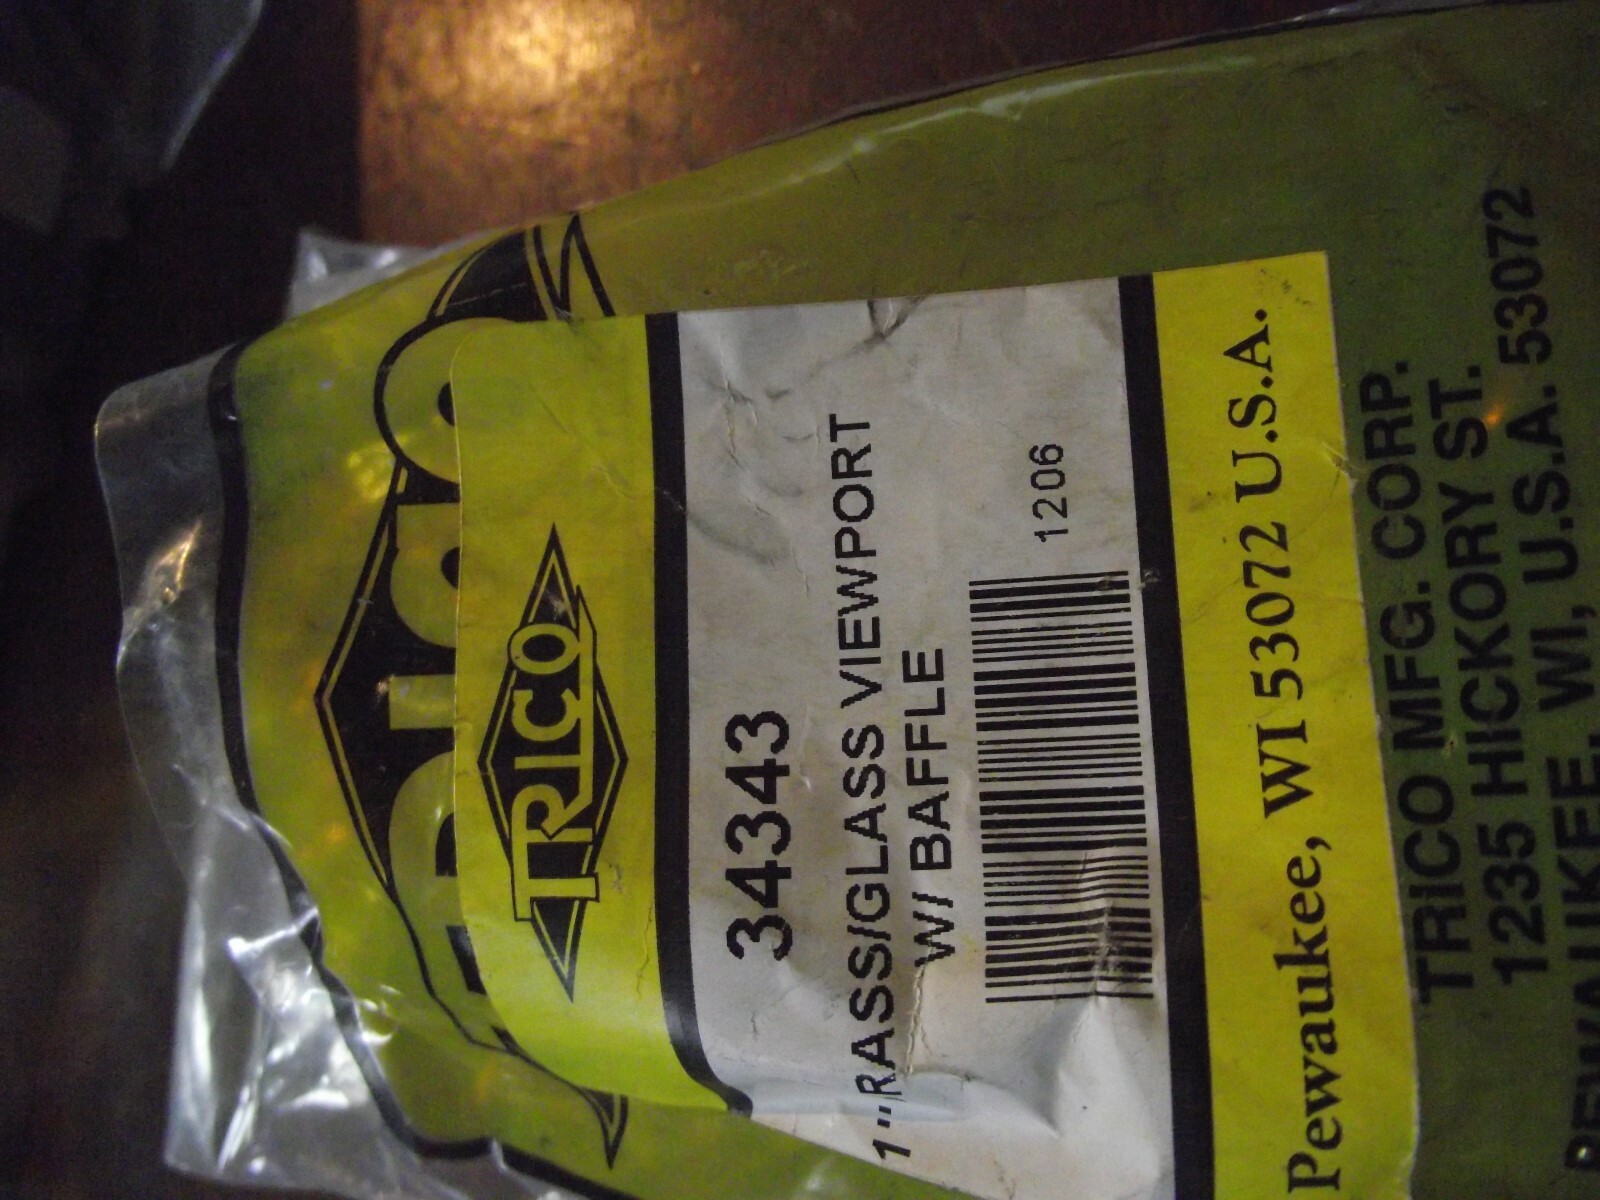 TRICO
TRICO
34343
1" RASS/GLASS VIEWPORT
W/ BAFFLE
1206
Pewaukee, WI 53072 U.S.A.
TRICO MFG. CORP.
1235 HICKORY ST.
PEWAUKEE, WI, U.S.A. 53072